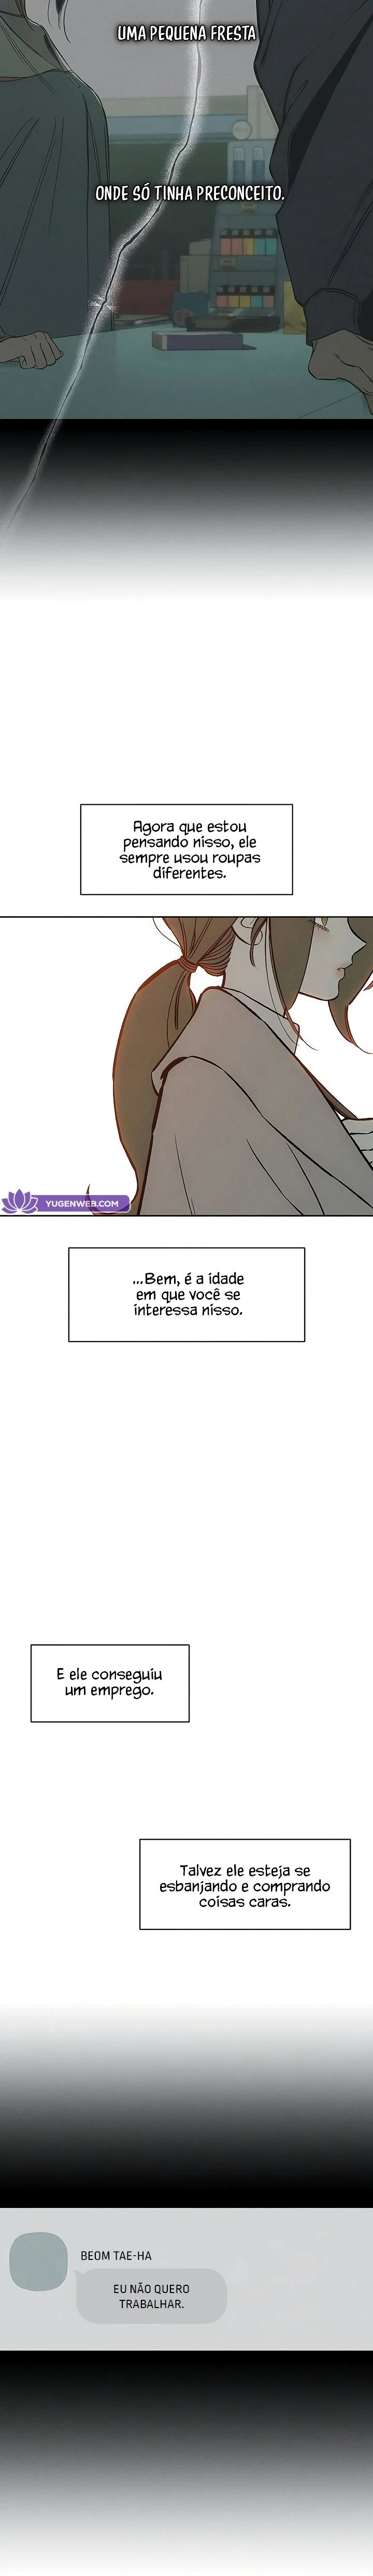 UMA PEQUENA FRESTA
ONDE SÓ TINHA PRECONCEITO.
Agora que estou
pensando nisso, ele
sempre usou roupas
diferentes.
YUGENWEB.COM
...Bem, é a idade
em que você se
interessa nisso.
E ele conseguiu
um emprego.
Talvez ele esteja se
esbanjando e comprando
coisas caras.
BEOM TAE-HA
EU NÃO QUERO
TRABALHAR.